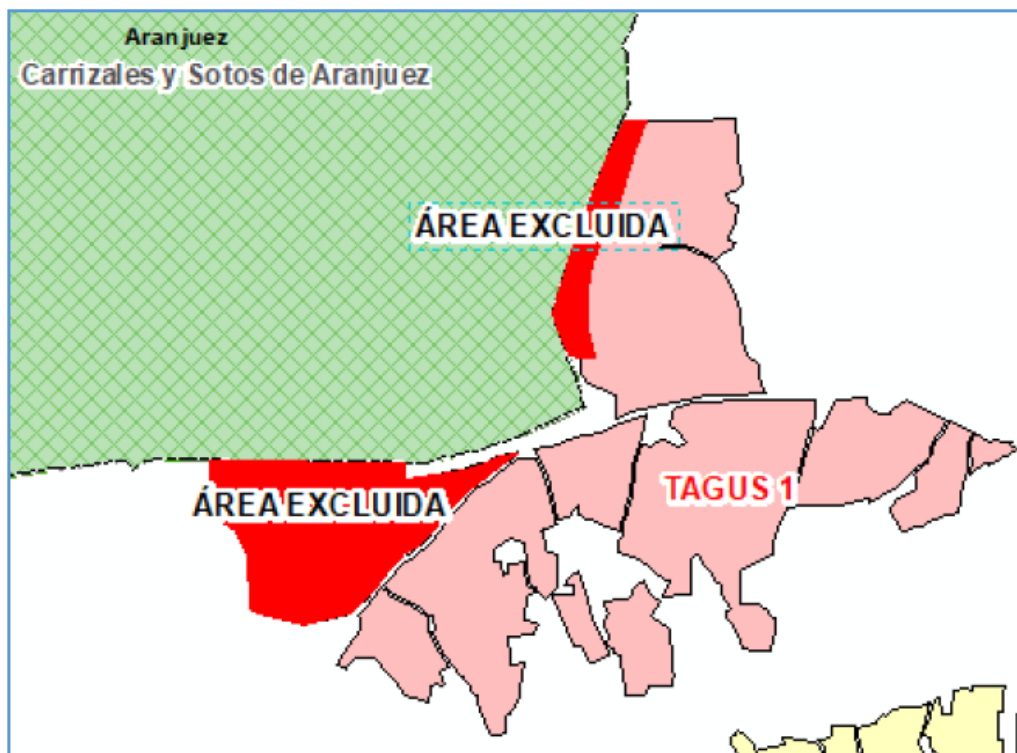 Aranjuez
Carrizales y Sotos de Aranjuez
ÁREA EXCLUIDA
TAGUS 1
ÁREA EXCLUIDA